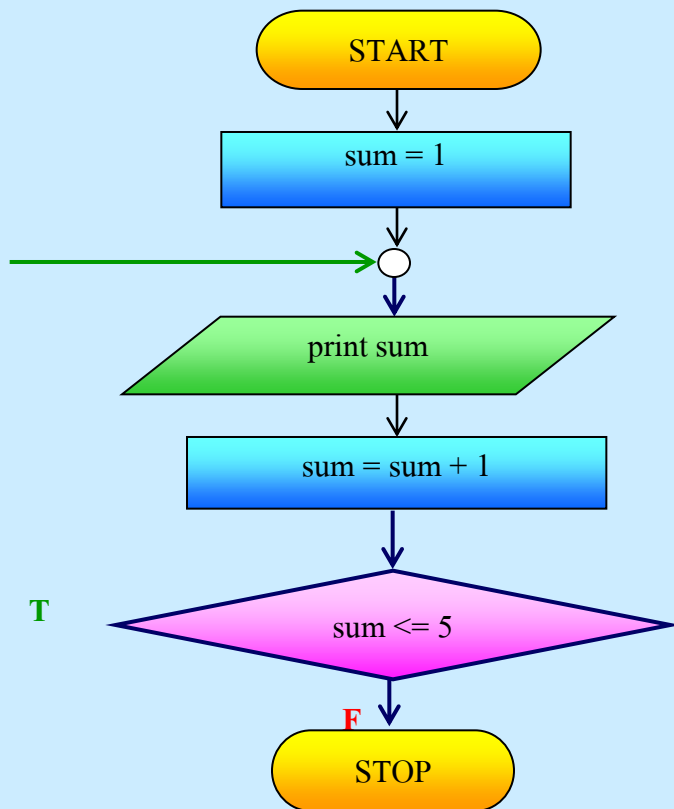 START
sum = 1
print sum
sum = sum + 1
T
sum <= 5
F
STOP